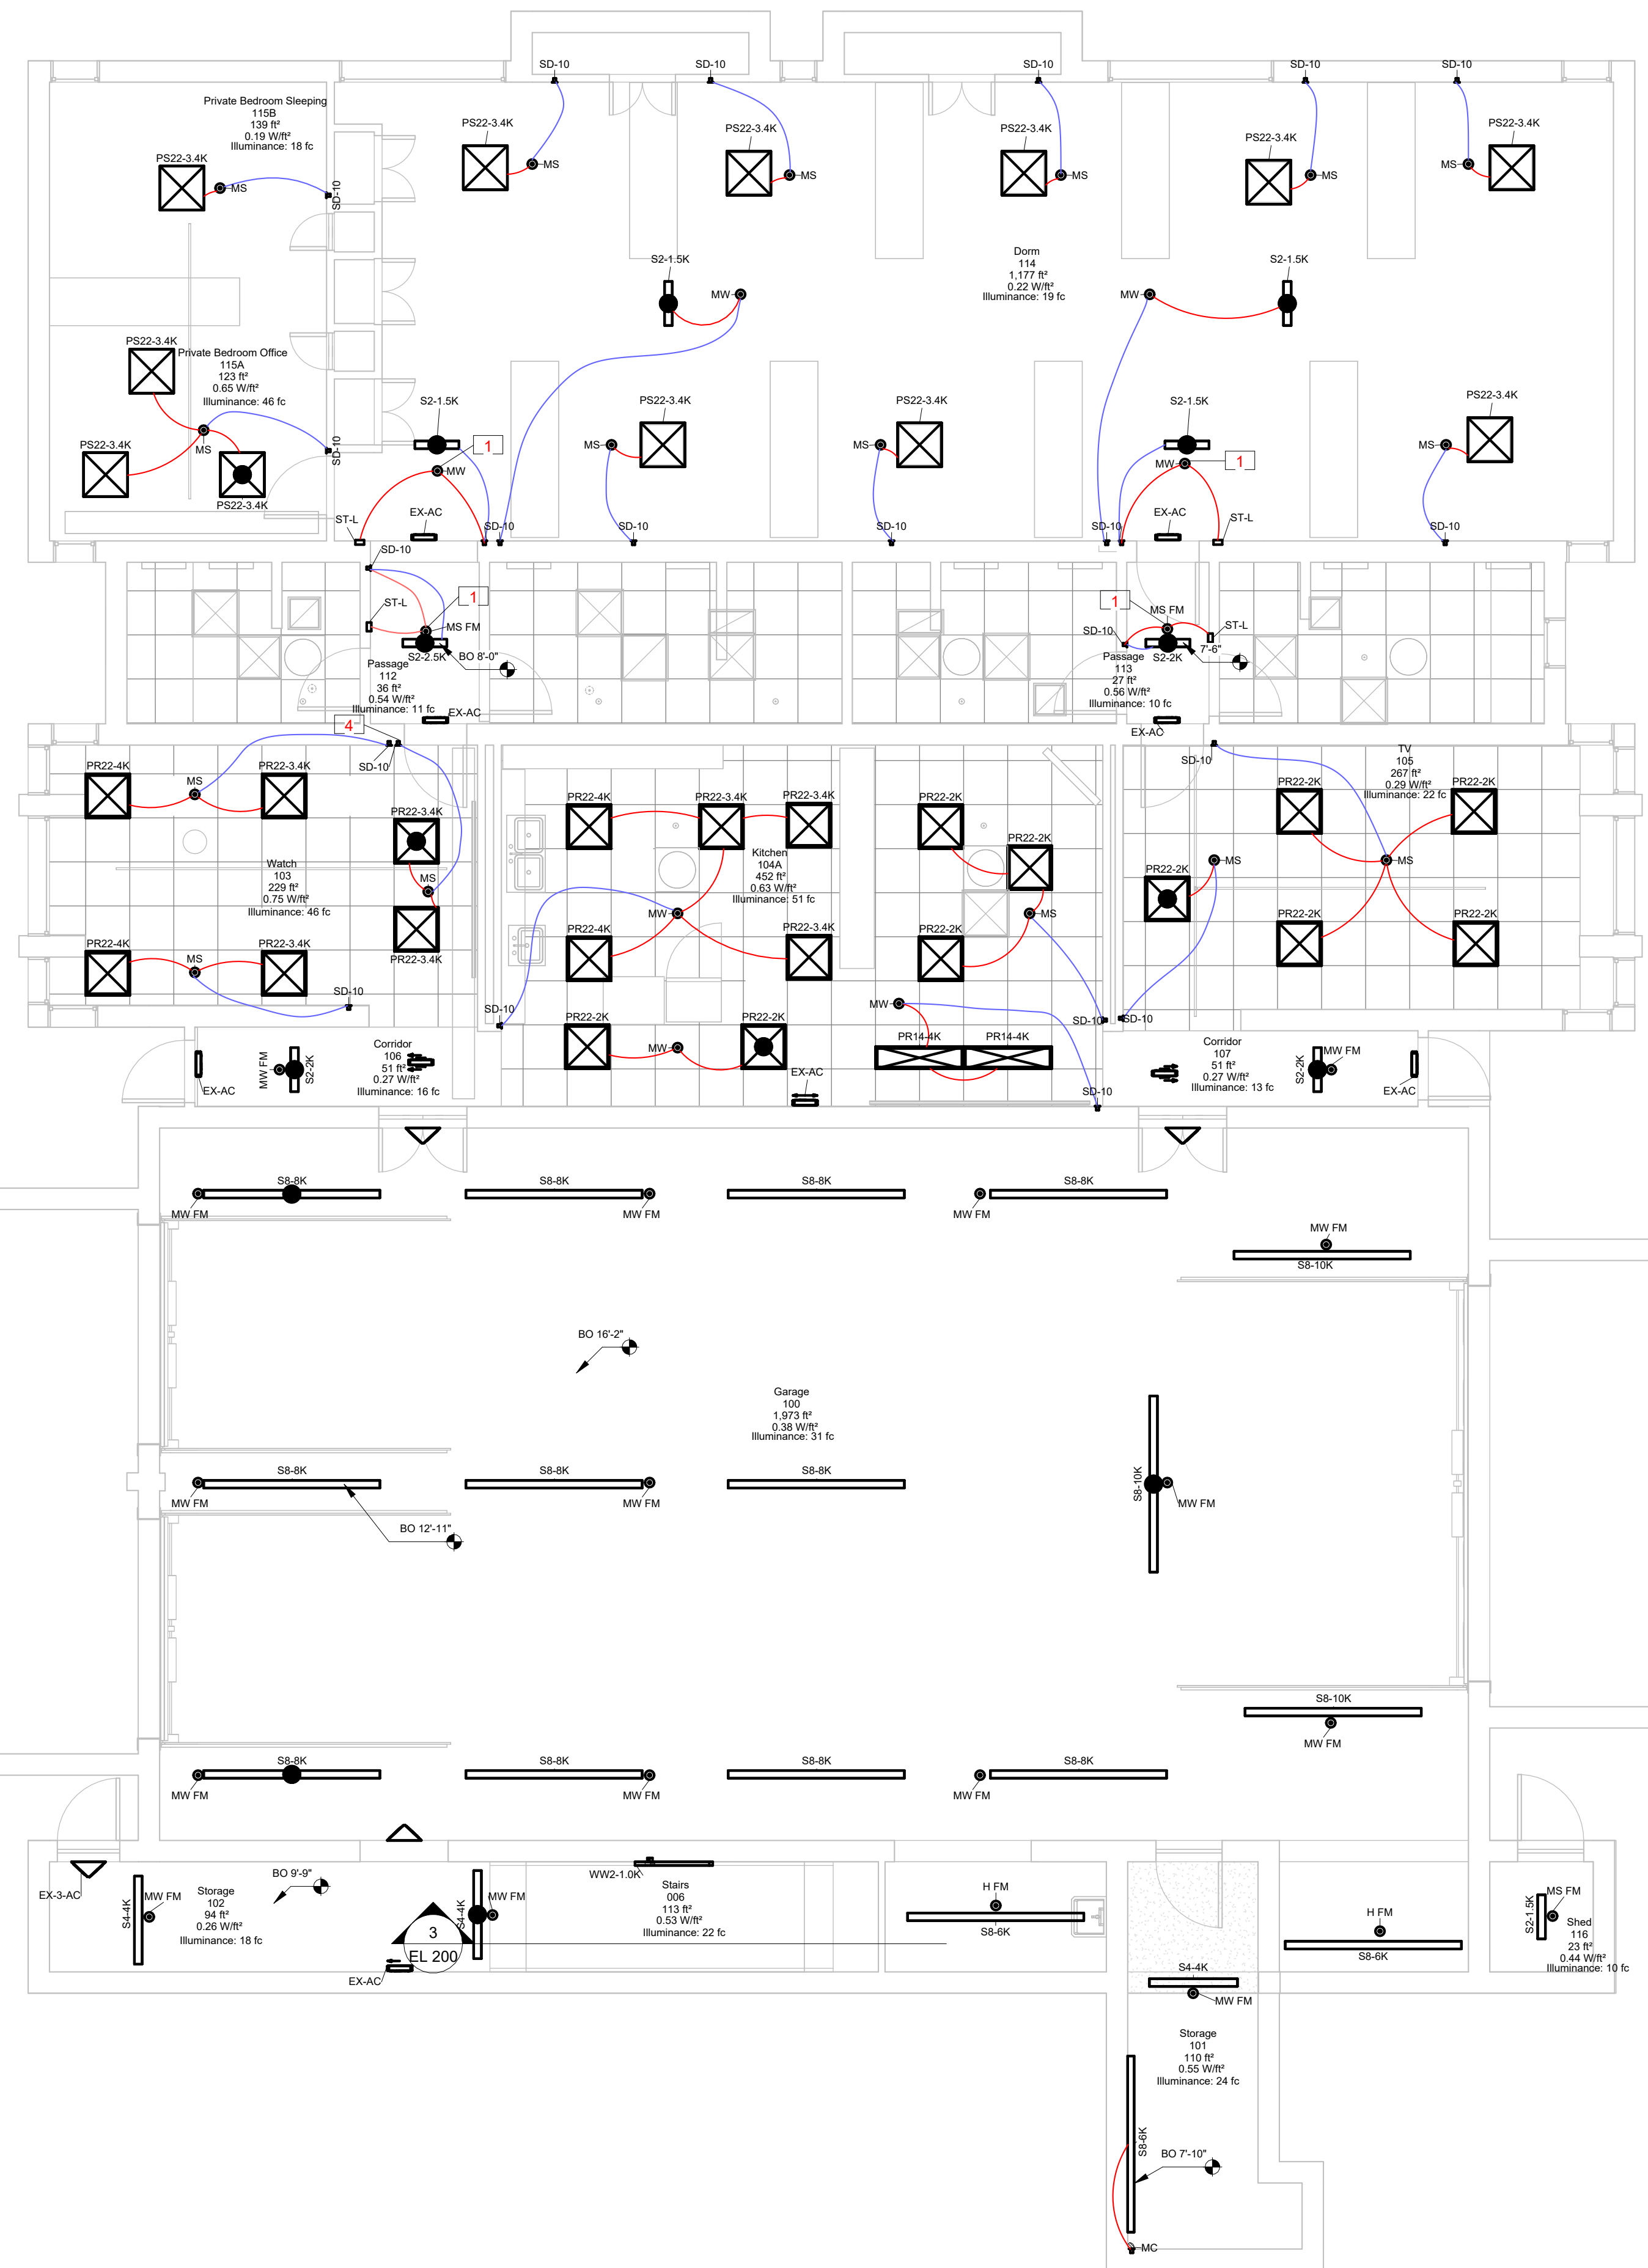 SD-10
SD-10
SD-10
SD-10
SD-10
Private Bedroom Sleeping
115B
139 ft²
0.19 W/ft²
Illuminance: 18 fc
PS22-3.4K
MS
SD-10
PS22-3.4K
MS
PS22-3.4K
MS
PS22-3.4K
MS
PS22-3.4K
MS
PS22-3.4K
MS
Dorm
114
1,177 ft²
0.22 W/ft²
Illuminance: 19 fc
S2-1.5K
MW
MW
S2-1.5K
PS22-3.4K
Private Bedroom Office
115A
123 ft²
0.65 W/ft²
Illuminance: 46 fc
PS22-3.4K
MS
SD-10
PS22-3.4K
S2-1.5K
1
MW
ST-L
EX-AC
SD-10
MS
PS22-3.4K
SD-10
MS
PS22-3.4K
SD-10
S2-1.5K
MW
1
SD-10
EX-AC
ST-L
MS
PS22-3.4K
SD-10
SD-10
ST-L
1
MS FM
S2-2.5K
BO 8'-0"
Passage
112
36 ft²
0.54 W/ft²
Illuminance: 11 fc
EX-AC
4
1
MS FM
SD-10
ST-L
S2-2K
7'-6"
Passage
113
27 ft²
0.56 W/ft²
Illuminance: 10 fc
EX-AC
SD-10
SD-10
PR22-4K
MS
PR22-3.4K
PR22-3.4K
Watch
103
229 ft²
0.75 W/ft²
Illuminance: 46 fc
MS
PR22-3.4K
PR22-4K
MS
PR22-3.4K
SD-10
PR22-4K
PR22-3.4K
PR22-3.4K
Kitchen
104A
452 ft²
0.63 W/ft²
Illuminance: 51 fc
MW
PR22-4K
PR22-3.4K
SD-10
PR22-2K
MW
PR22-2K
PR22-2K
PR22-2K
MS
PR22-2K
MW
SD-10
PR14-4K
PR14-4K
EX-AC
SD-10
TV
105
267 ft²
0.29 W/ft²
Illuminance: 22 fc
PR22-2K
PR22-2K
MS
MS
PR22-2K
PR22-2K
PR22-2K
SD-10
EX-AC
MW FM
S2-2K
Corridor
106
51 ft²
0.27 W/ft²
Illuminance: 16 fc
Corridor
107
51 ft²
0.27 W/ft²
Illuminance: 13 fc
S2-2K
MW FM
EX-AC
S8-8K
MW FM
S8-8K
MW FM
S8-8K
S8-8K
MW FM
MW FM
S8-10K
BO 16'-2"
Garage
100
1,973 ft²
0.38 W/ft²
Illuminance: 31 fc
S8-8K
MW FM
S8-8K
MW FM
S8-8K
S8-10K
MW FM
BO 12'-11"
S8-10K
MW FM
S8-8K
MW FM
S8-8K
MW FM
S8-8K
S8-8K
MW FM
EX-3-AC
S4-4K
MW FM
Storage
102
94 ft²
0.26 W/ft²
Illuminance: 18 fc
BO 9'-9"
S4-4K
MW FM
3
EL 200
EX-AC
WW2-1.0K
Stairs
006
113 ft²
0.53 W/ft²
Illuminance: 22 fc
H FM
S8-6K
H FM
S8-6K
S2-1.5K
MS FM
Shed
116
23 ft²
0.44 W/ft²
Illuminance: 10 fc
S4-4K
MW FM
Storage
101
110 ft²
0.55 W/ft²
Illuminance: 24 fc
S8-6K
BO 7'-10"
MC